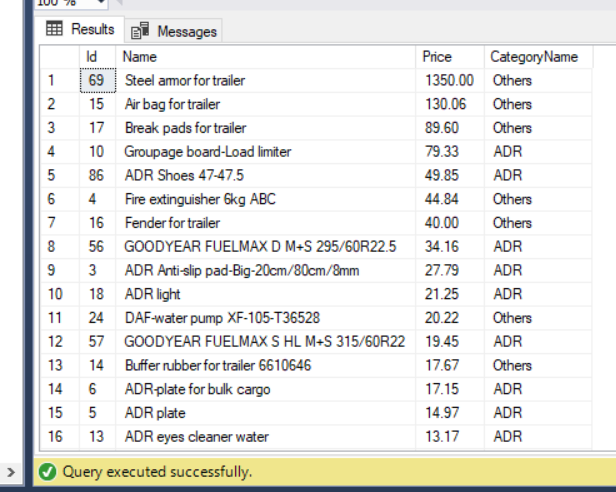 100 %
Results Messages
Id Name Price CategoryName
1 69 Steel armor for trailer 1350.00 Others
2 15 Air bag for trailer 130.06 Others
3 17 Break pads for trailer 89.60 Others
4 10 Groupage board-Load limiter 79.33 ADR
5 86 ADR Shoes 47-47.5 49.85 ADR
6 4 Fire extinguisher 6kg ABC 44.84 Others
7 16 Fender for trailer 40.00 Others
8 56 GOODYEAR FUELMAX D M+S 295/60R22.5 34.16 ADR
9 3 ADR Anti-slip pad-Big-20cm/80cm/8mm 27.79 ADR
10 18 ADR light 21.25 ADR
11 24 DAF-water pump XF-105-T36528 20.22 Others
12 57 GOODYEAR FUELMAX S HL M+S 315/60R22 19.45 ADR
13 14 Buffer rubber for trailer 6610646 17.67 Others
14 6 ADR-plate for bulk cargo 17.15 ADR
15 5 ADR plate 14.97 ADR
16 13 ADR eyes cleaner water 13.17 ADR
Query executed successfully.